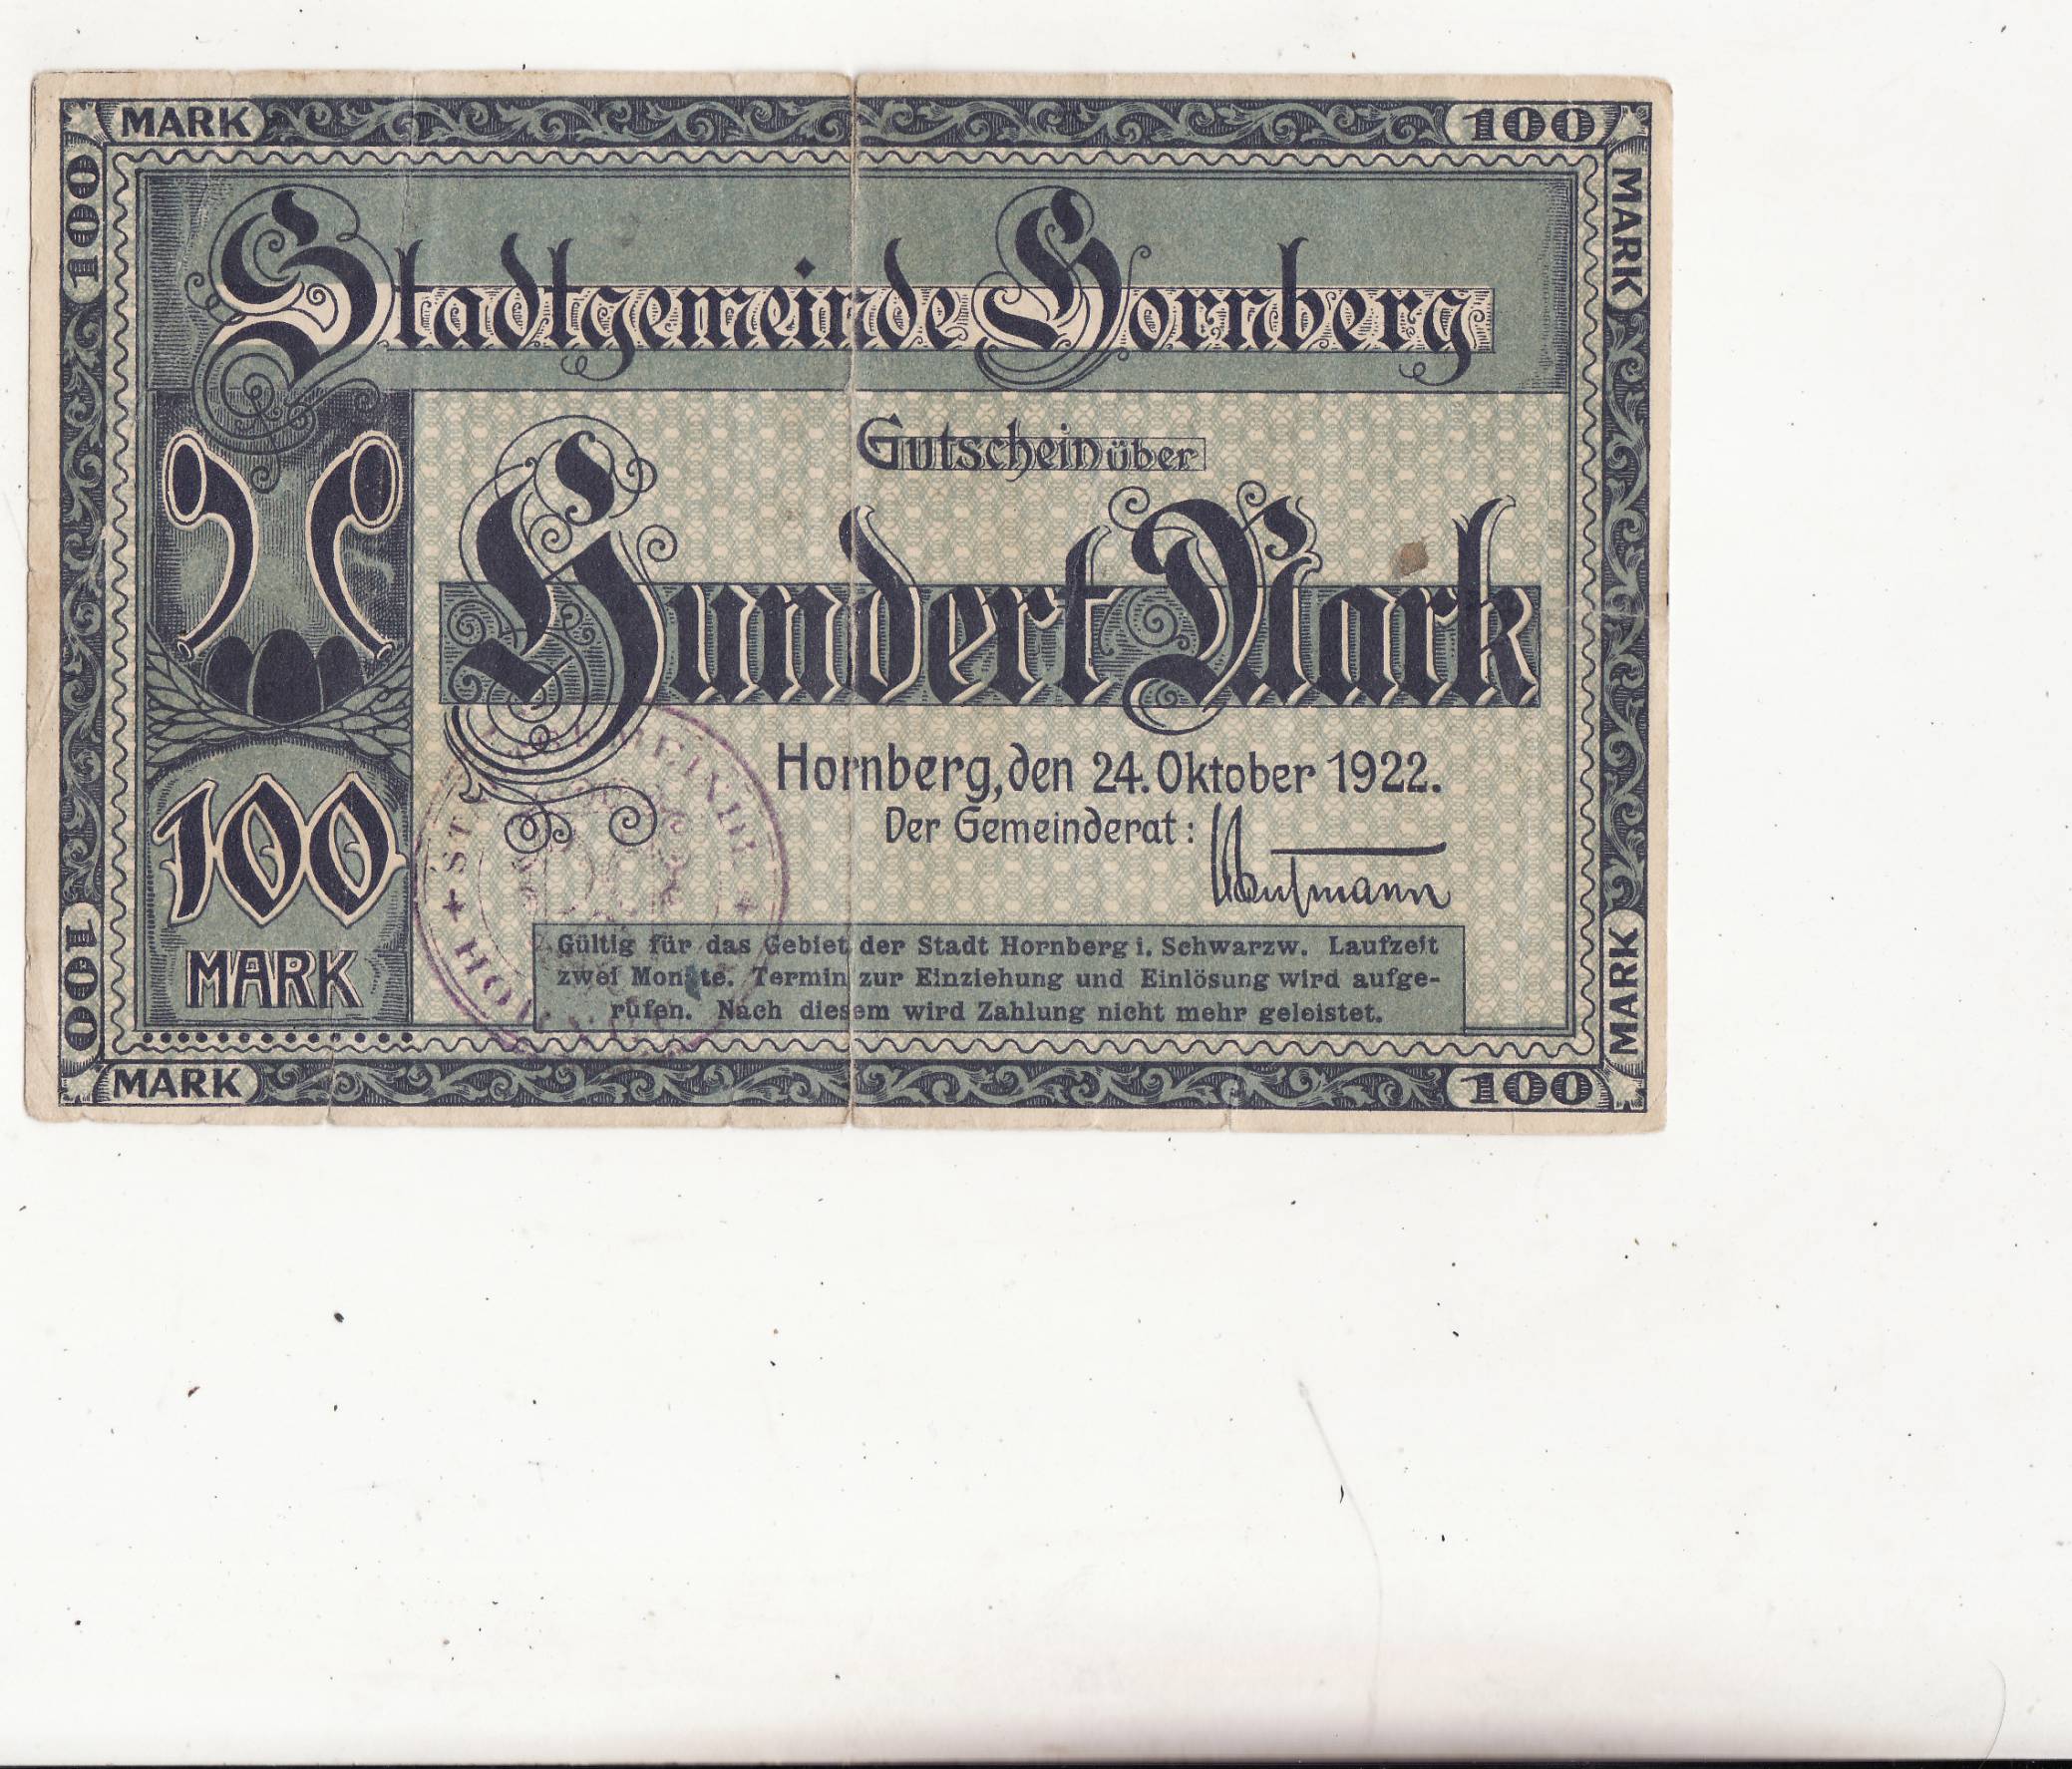 MARK 100
100 MARK
Stadtgemeinde Hornberg
Gutschein über
Hundert Mark
Hornberg, den 24. Oktober 1922.
Der Gemeinderat:
100
MARK
Gültig für das Gebiet der Stadt Hornberg i. Schwarzw. Laufzeit
zwei Monate. Termin zur Einziehung und Einlösung wird aufge-
rufen. Nach diesem wird Zahlung nicht mehr geleistet.
100 MARK
MARK 100